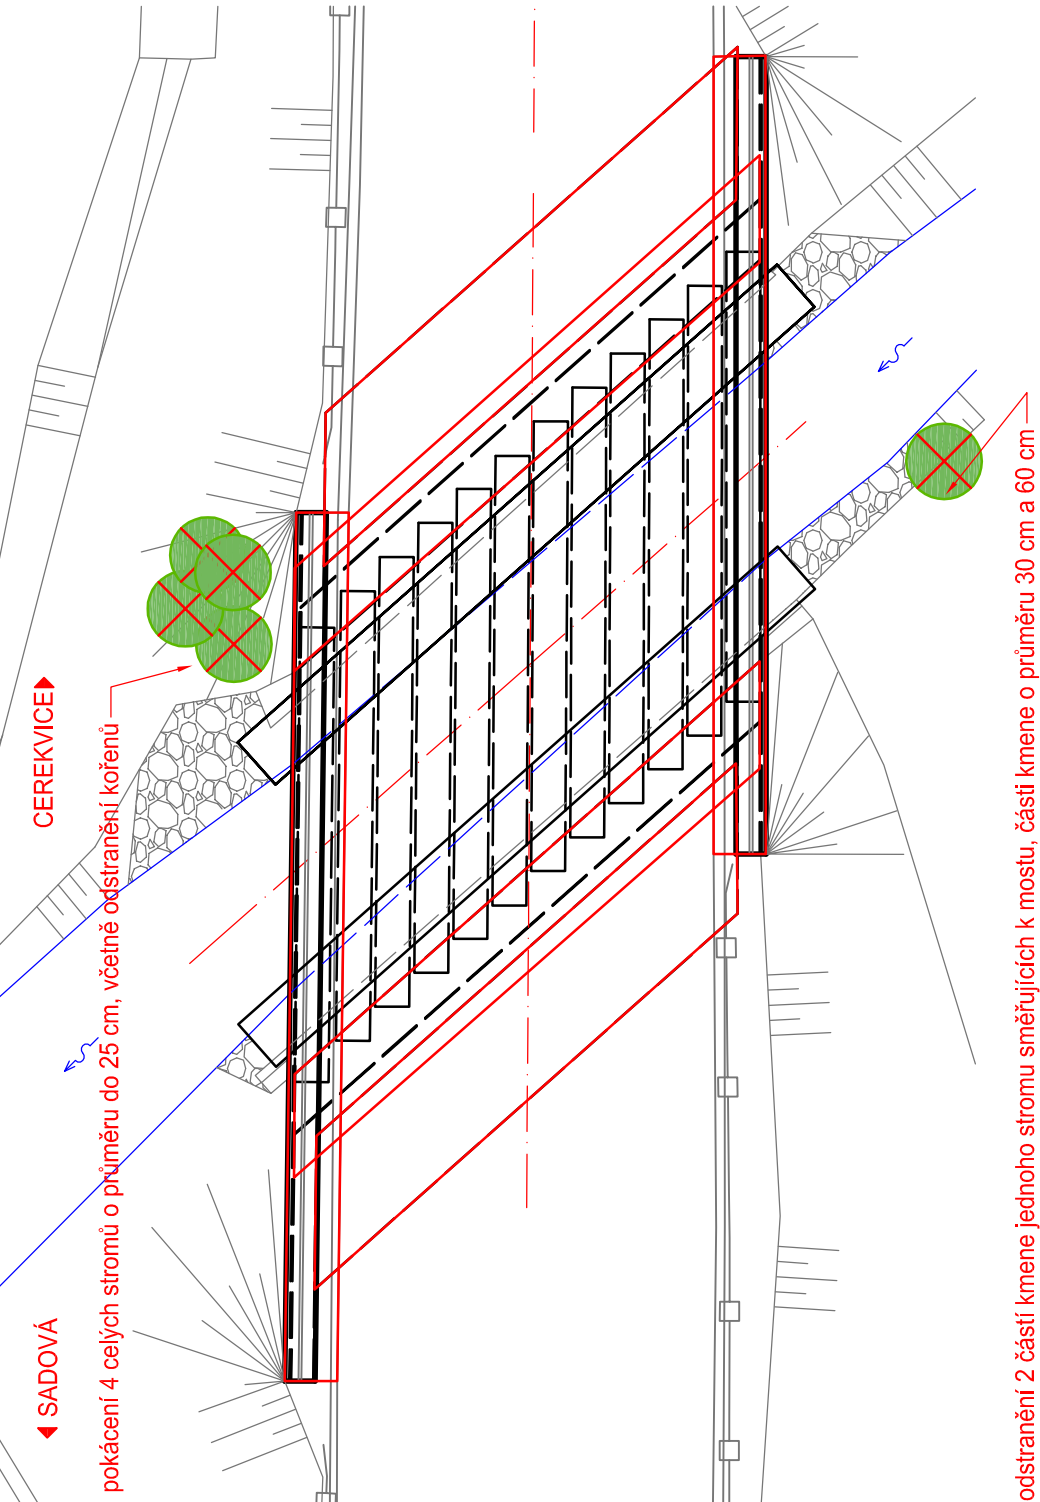 ◀ SADOVÁ
CEREKVICE▶
pokácení 4 celých stromů o průměru do 25 cm, včetně odstranění kořenů
odstranění 2 částí kmene jednoho stromu směřujících k mostu, části kmene o průměru 30 cm a 60 cm